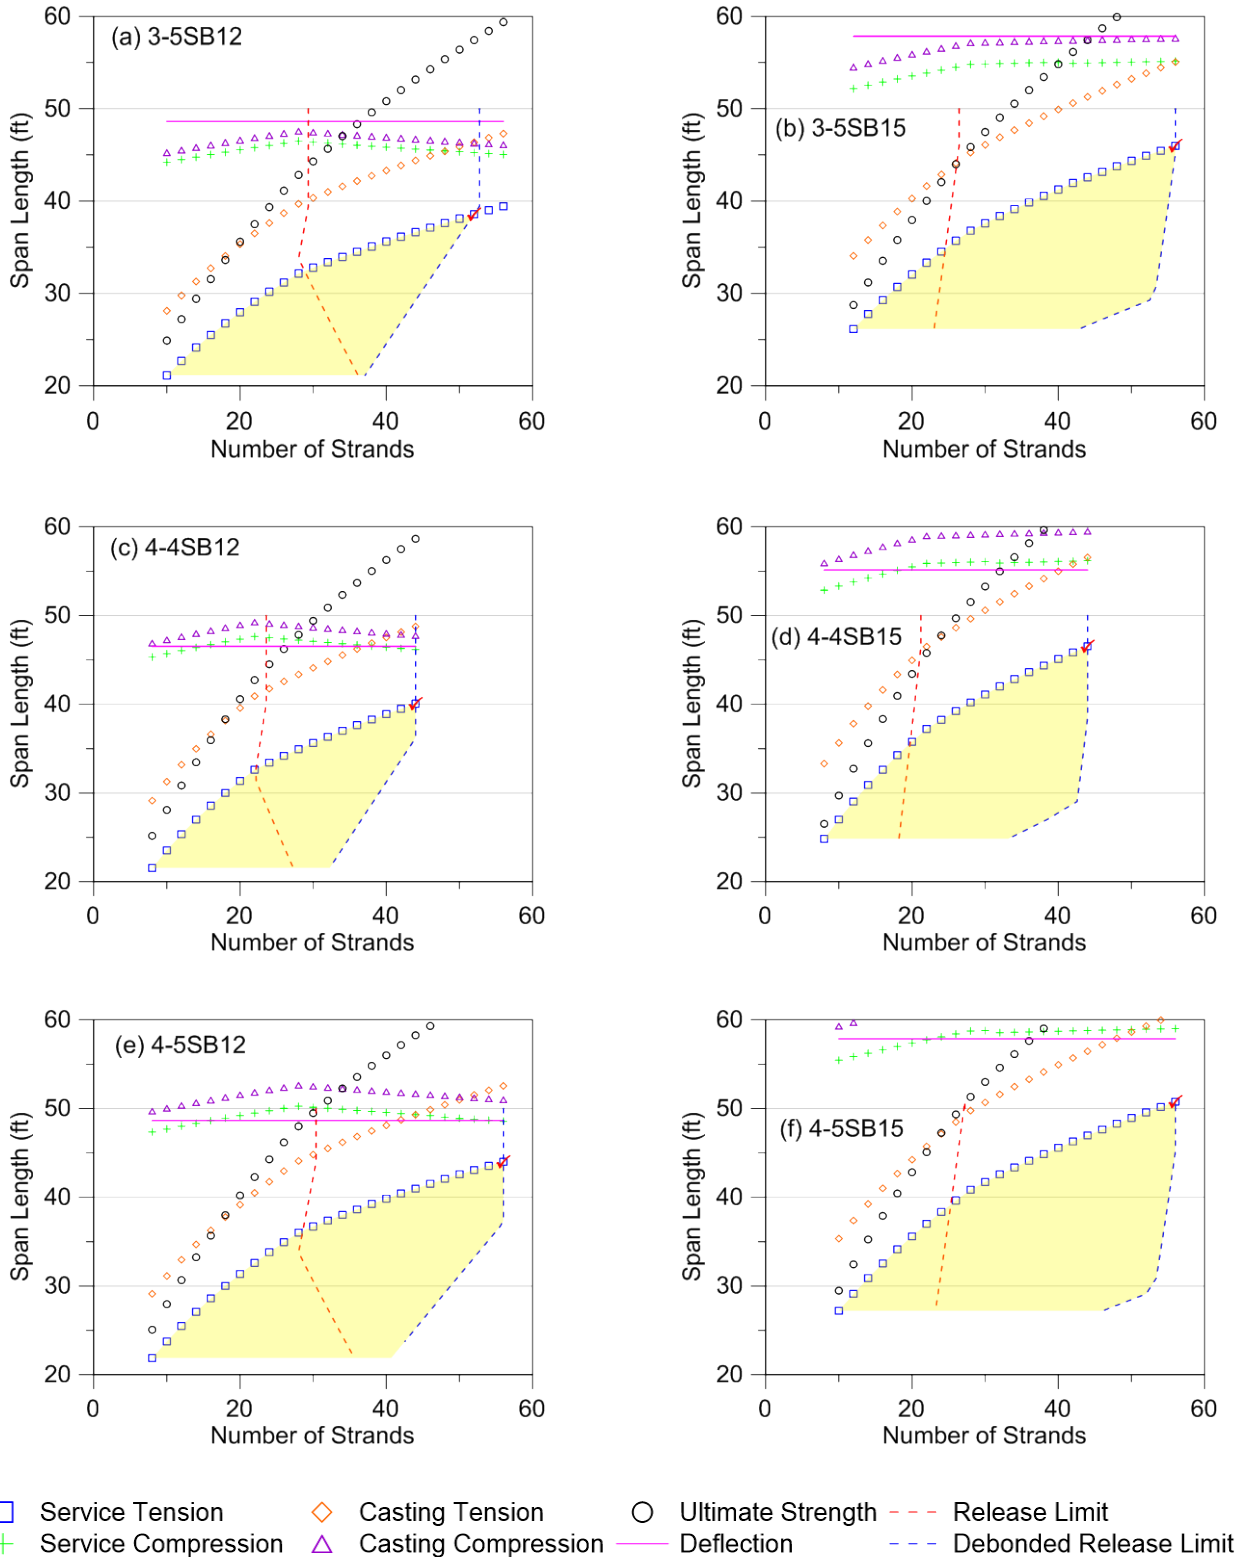 (a) 3-5SB12
60
50
40
30
20
0
20
40
60
Span Length (ft)
Number of Strands
(b) 3-5SB15
60
50
40
30
20
0
20
40
60
Span Length (ft)
Number of Strands
(c) 4-4SB12
60
50
40
30
20
0
20
40
60
Span Length (ft)
Number of Strands
(d) 4-4SB15
60
50
40
30
20
0
20
40
60
Span Length (ft)
Number of Strands
(e) 4-5SB12
60
50
40
30
20
0
20
40
60
Span Length (ft)
Number of Strands
(f) 4-5SB15
60
50
40
30
20
0
20
40
60
Span Length (ft)
Number of Strands
Service Tension
Casting Tension
Ultimate Strength
Release Limit
Service Compression
Casting Compression
Deflection
Debonded Release Limit